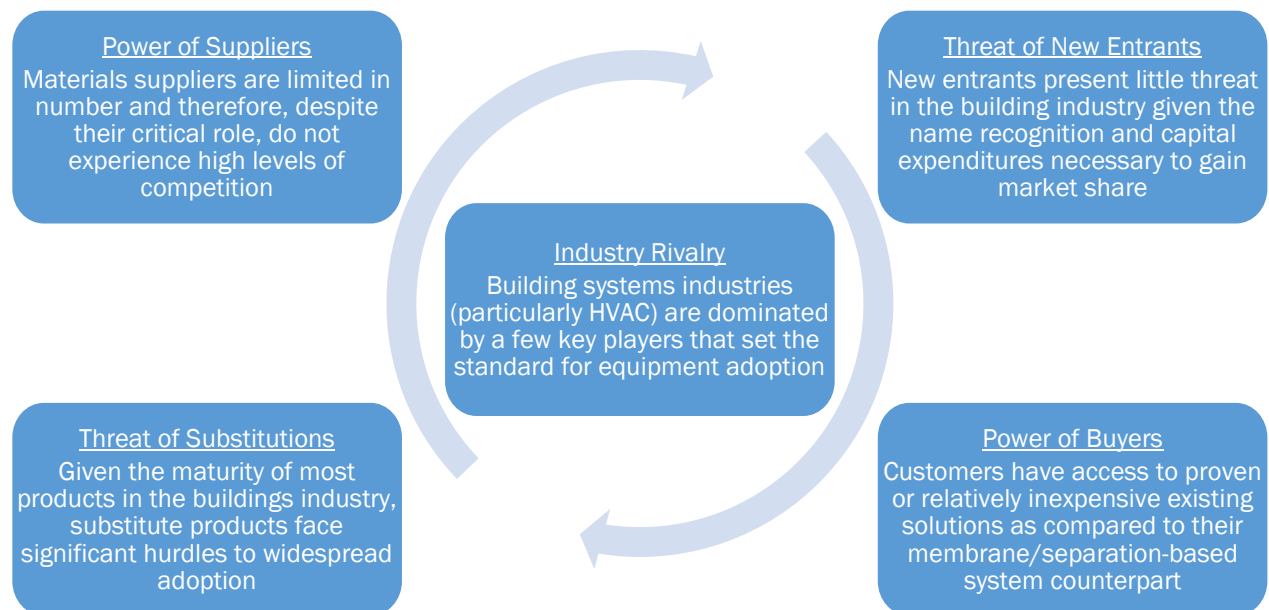 Power of Suppliers
Materials suppliers are limited in
number and therefore, despite
their critical role, do not
experience high levels of
competition
Threat of New Entrants
New entrants present little threat
in the building industry given the
name recognition and capital
expenditures necessary to gain
market share
Industry Rivalry
Building systems industries
(particularly HVAC) are dominated
by a few key players that set the
standard for equipment adoption
Threat of Substitutions
Given the maturity of most
products in the buildings industry,
substitute products face
significant hurdles to widespread
adoption
Power of Buyers
Customers have access to proven
or relatively inexpensive existing
solutions as compared to their
membrane/separation-based
system counterpart